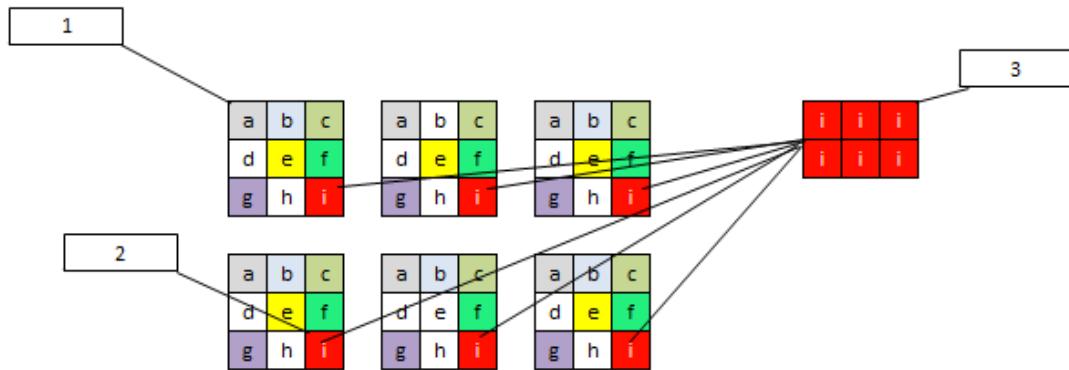 1
3
a b c a b c a b c i i i
d e f d e f d e f i i i
g h i g h i g h i
2
a b c a b c a b c
d e f d e f d e f
g h i g h i g h i